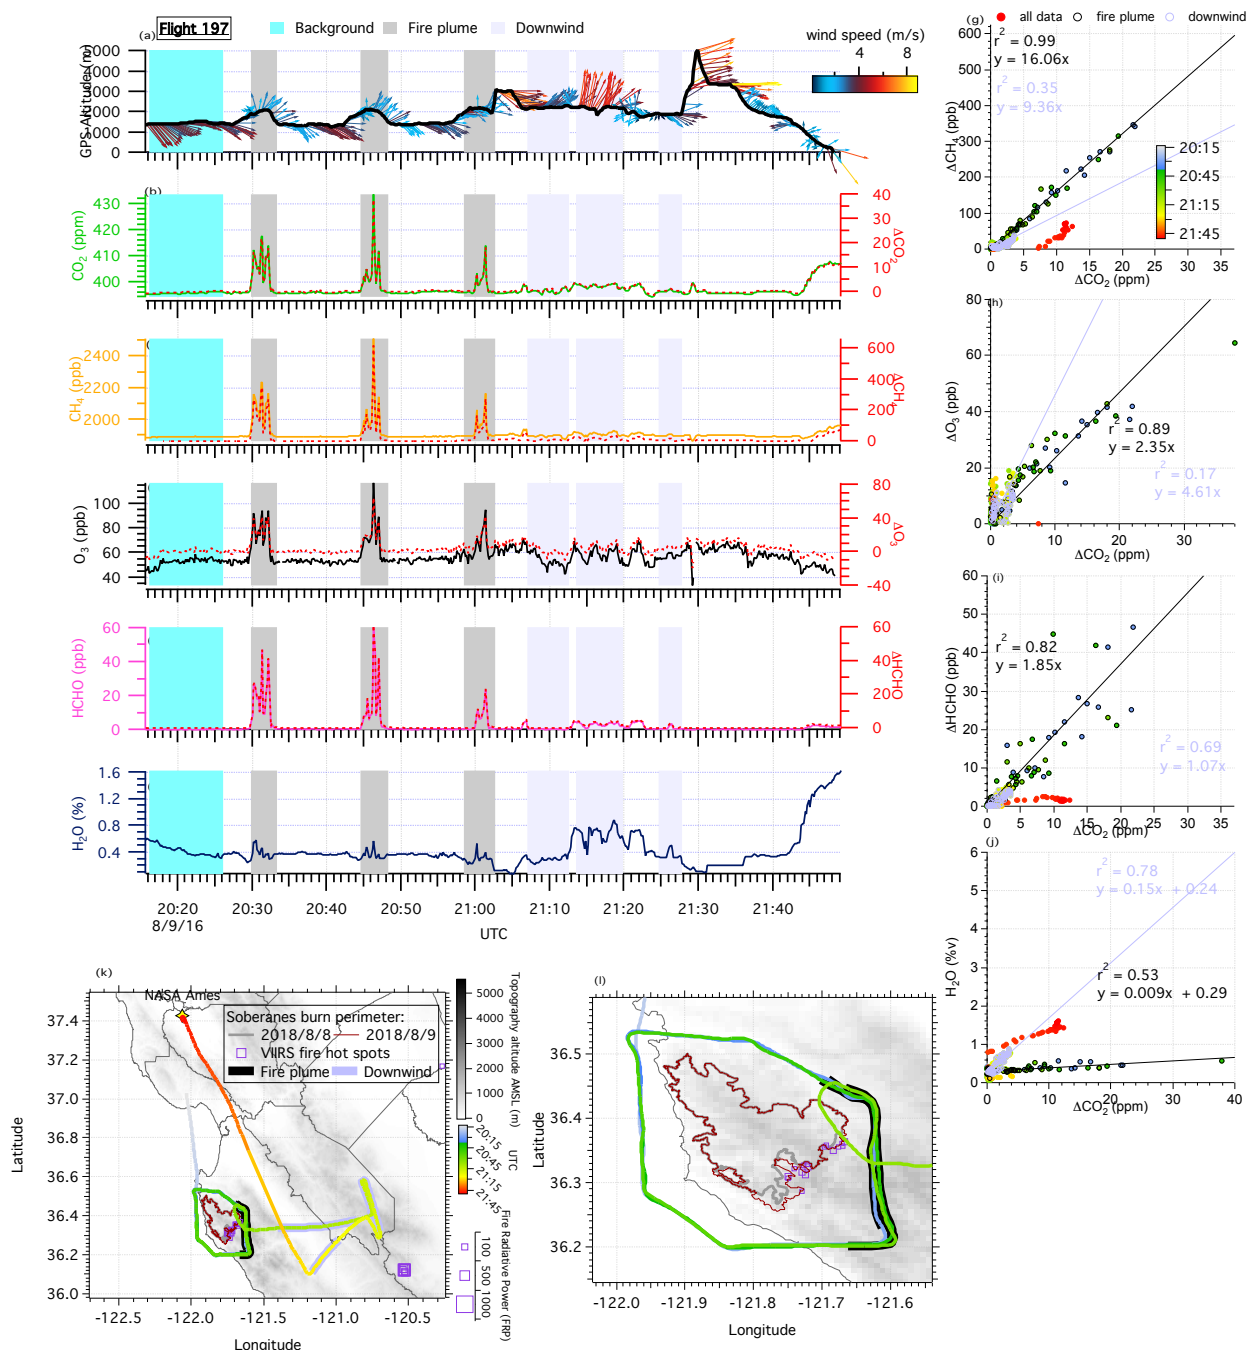 (a) Flight 197
Background Fire plume Downwind
wind speed (m/s)
4 8
GPS Altitude (m)
0
(b)
CO2 (ppm)
430
420
410
400
ΔCO2
40
30
20
10
0
CH4 (ppb)
2400
2200
2000
ΔCH4
600
400
200
0
O3 (ppb)
100
80
60
40
ΔO3
80
40
0
-40
HCHO (ppb)
60
40
20
0
ΔHCHO
60
40
20
0
H2O (%)
1.6
1.2
0.8
0.4
20:20 20:30 20:40 20:50 21:00 21:10 21:20 21:30 21:40
8/9/16
UTC
(g) all data fire plume downwind
r2 = 0.99
y = 16.06x
r2 = 0.35
y = 9.36x
20:15
20:45
21:15
21:45
ΔCH4 (ppb)
600
500
400
300
200
100
0
0 5 10 15 20 25 30 35
ΔCO2 (ppm)
(h)
ΔO3 (ppb)
80
60
40
20
0
r2 = 0.89
y = 2.35x
r2 = 0.17
y = 4.61x
0 10 20 30
ΔCO2 (ppm)
(i)
ΔHCHO (ppb)
60
50
40
30
20
10
0
r2 = 0.82
y = 1.85x
r2 = 0.69
y = 1.07x
0 5 10 15 20 25 30 35
ΔCO2 (ppm)
(j)
H2O (%v)
6
5
4
3
2
1
0
r2 = 0.78
y = 0.15x + 0.24
r2 = 0.53
y = 0.009x + 0.29
0 10 20 30 40
ΔCO2 (ppm)
(k)
NASA Ames
Soberanes burn perimeter:
2018/8/8 2018/8/9
VIIRS fire hot spots
Fire plume Downwind
Latitude
37.4
37.2
37.0
36.8
36.6
36.4
36.2
36.0
-122.5 -122.0 -121.5 -121.0 -120.5
Longitude
Topography altitude AMSL (m)
5000
4000
3000
2000
1000
0
UTC
20:15
20:45
21:15
21:45
Fire Radiative Power (FRP)
100
500
1000
(l)
Latitude
36.5
36.4
36.3
36.2
-122.0 -121.9 -121.8 -121.7 -121.6
Longitude